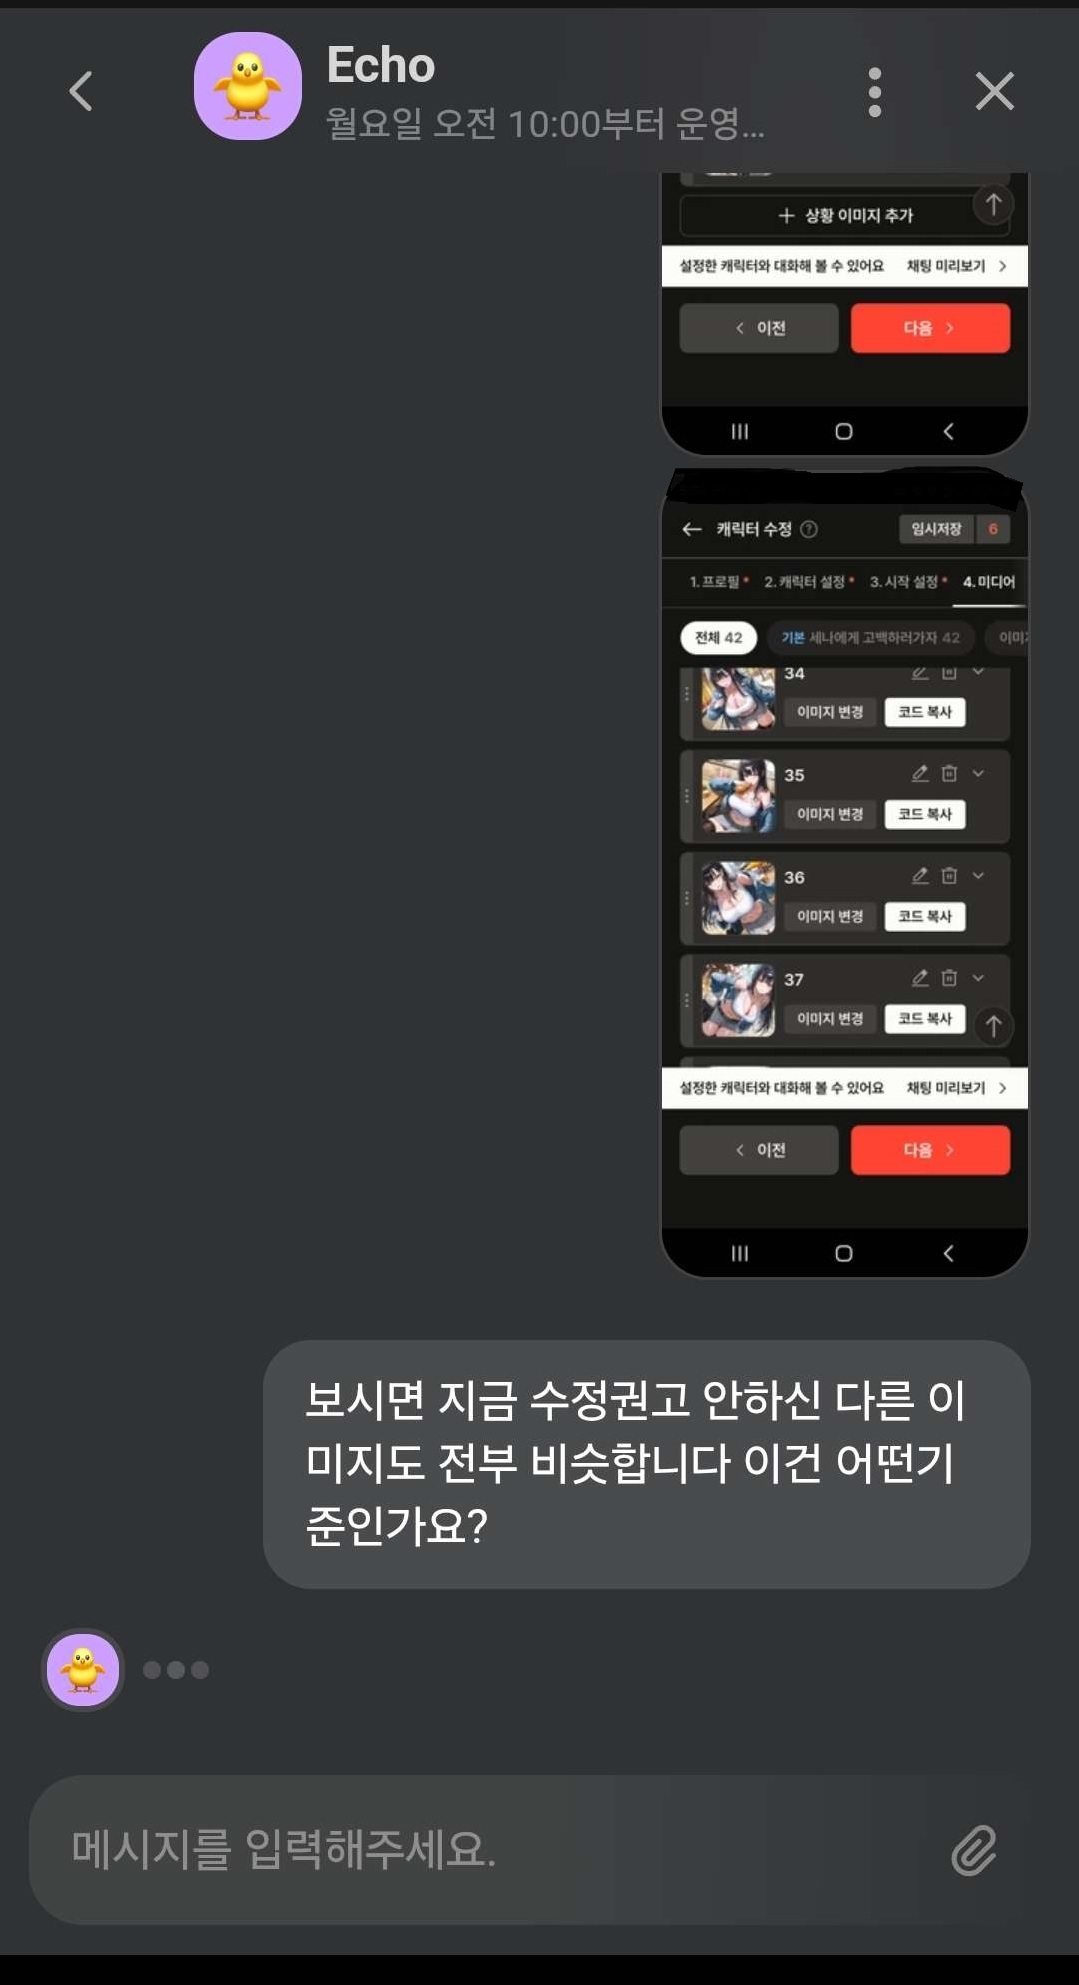 Echo
월요일 오전 10:00부터 운영...
+ 상황 이미지 추가
설정한 캐릭터와 대화해 볼 수 있어요 채팅 미리보기 >
< 이전 다음 >
캐릭터 수정 ? 임시저장 6
1.프로필* 2.캐릭터 설정* 3.시작 설정* 4.미디어
전체 42 기본 세나에게 고백하러가자 42 이미지
34
이미지 변경 코드 복사
35
이미지 변경 코드 복사
36
이미지 변경 코드 복사
37
이미지 변경 코드 복사
설정한 캐릭터와 대화해 볼 수 있어요 채팅 미리보기 >
< 이전 다음 >
보시면 지금 수정권고 안하신 다른 이
미지도 전부 비슷합니다 이건 어떤기
준인가요?
메시지를 입력해주세요.